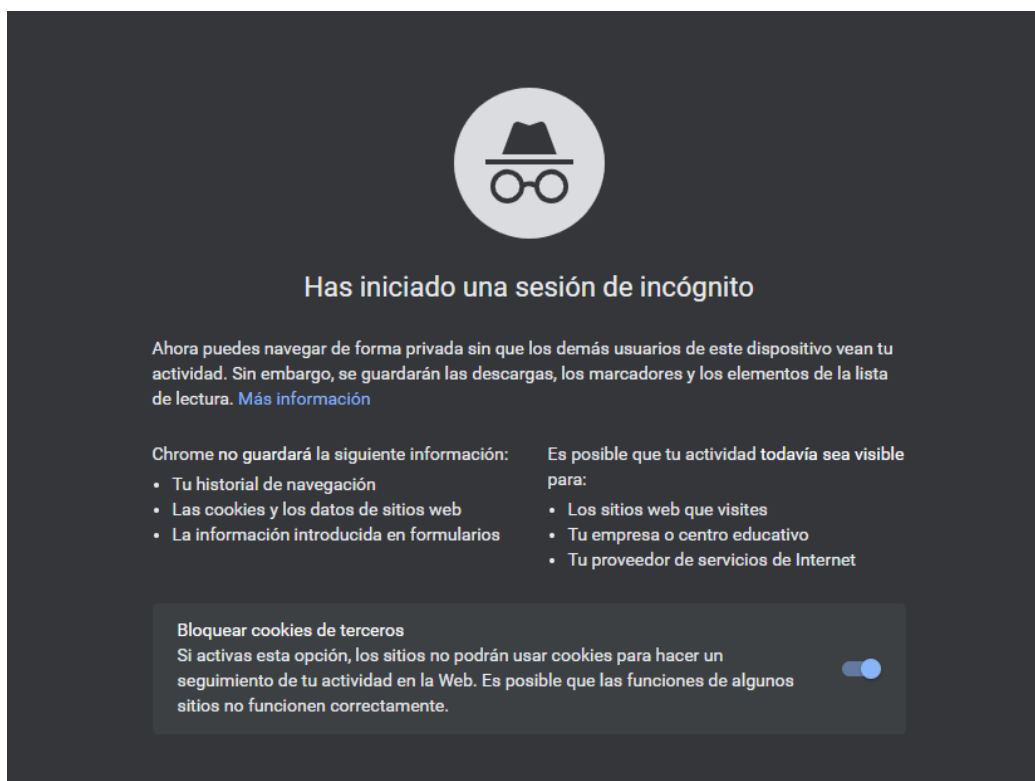 Has iniciado una sesión de incógnito
Ahora puedes navegar de forma privada sin que los demás usuarios de este dispositivo vean tu
actividad. Sin embargo, se guardarán las descargas, los marcadores y los elementos de la lista
de lectura. Más información
Chrome no guardará la siguiente información:
• Tu historial de navegación
• Las cookies y los datos de sitios web
• La información introducida en formularios
Es posible que tu actividad todavía sea visible
para:
• Los sitios web que visites
• Tu empresa o centro educativo
• Tu proveedor de servicios de Internet
Bloquear cookies de terceros
Si activas esta opción, los sitios no podrán usar cookies para hacer un
seguimiento de tu actividad en la Web. Es posible que las funciones de algunos
sitios no funcionen correctamente.